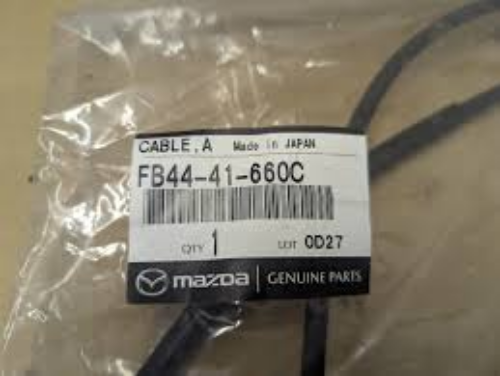 CABLE, A Made in JAPAN
FB44-41-660C
QTY 1 LOT 0D27
mazda GENUINE PARTS